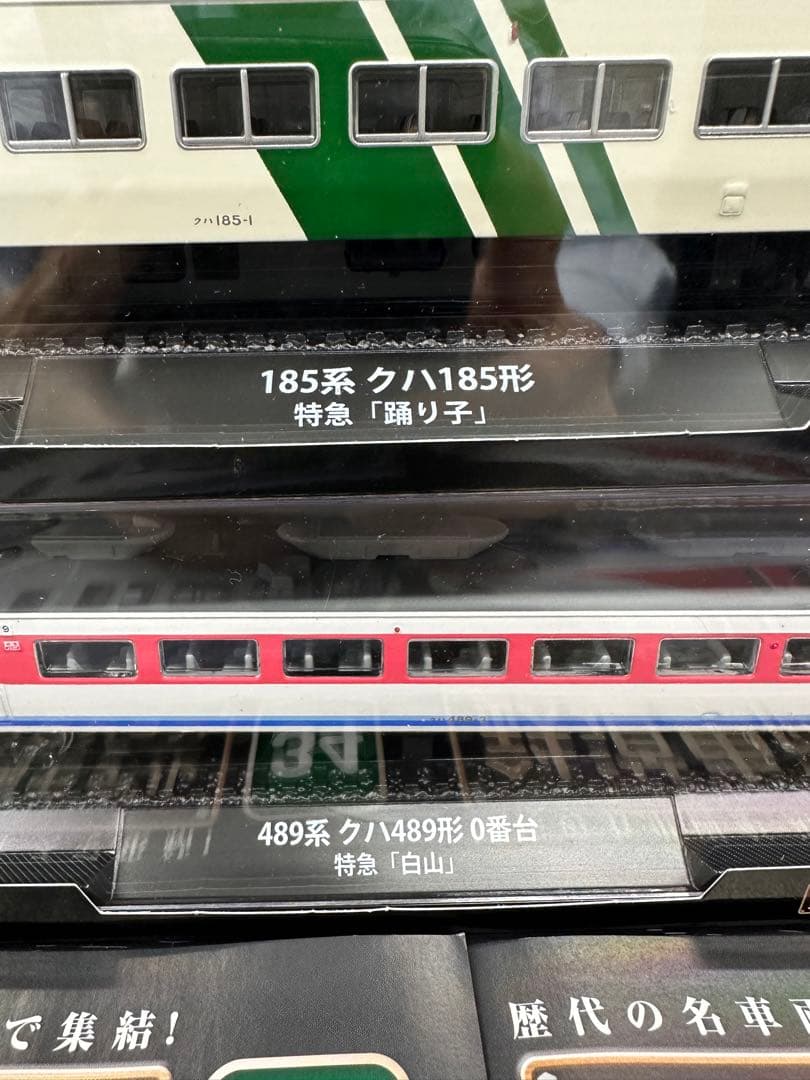 クハ185-1
185系 クハ185形
特急「踊り子」
489系 クハ489形 0番台
特急「白山」
で集結!
歴代の名車両